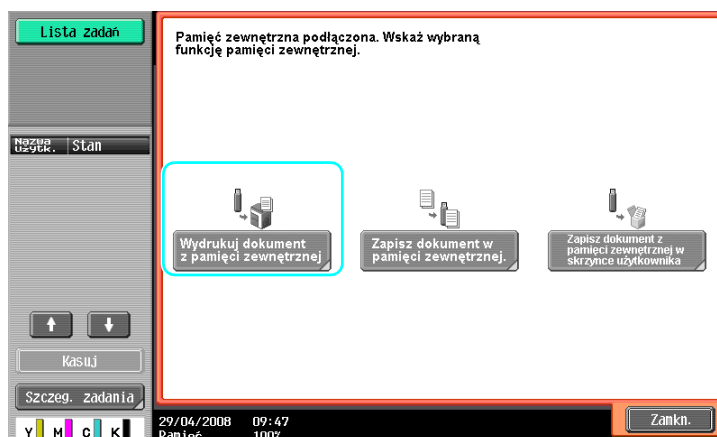 Lista zadań
Pamięć zewnętrzna podłączona. Wskaż wybraną
funkcję pamięci zewnętrznej.
Nazwa
użytk.
Stan
Wydrukuj dokument
z pamięci zewnętrznej
Zapisz dokument w
pamięci zewnętrznej.
Zapisz dokument z
pamięci zewnętrznej w
skrzynce użytkownika
Kasuj
Szczeg. zadania
Zamkn.
29/04/2008 09:47
Pamięć 100%
Y M C K